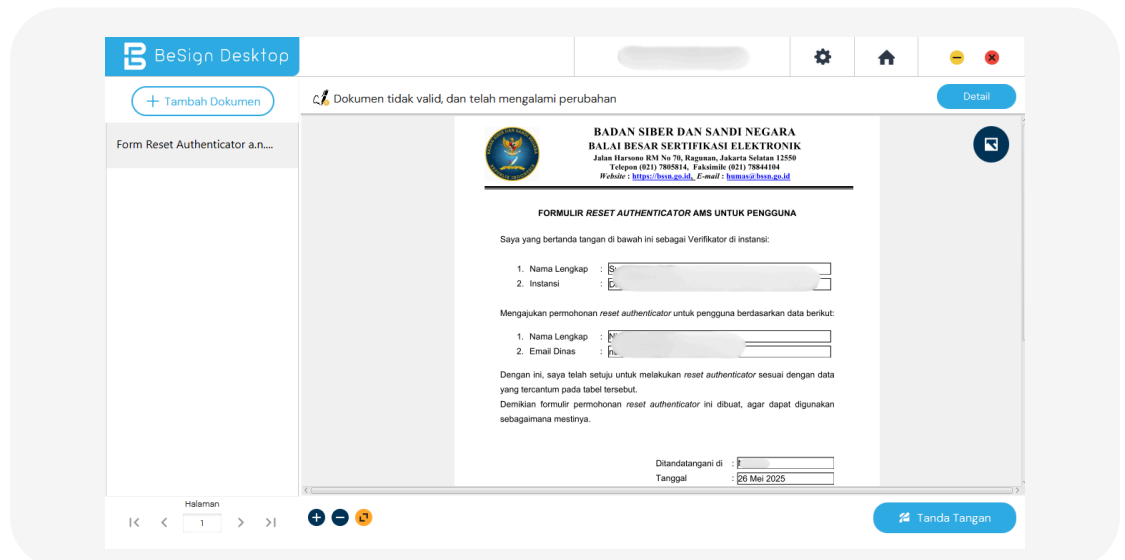 BeSign Desktop
+ Tambah Dokumen
Form Reset Authenticator a.n....
Dokumen tidak valid, dan telah mengalami perubahan
Detail
BADAN SIBER DAN SANDI NEGARA
BALAI BESAR SERTIFIKASI ELEKTRONIK
Jalan Harsono RM No 70, Ragunan, Jakarta Selatan 12550
Telepon (021) 7805814, Faksimile (021) 78844104
Website : https://bssn.go.id, E-mail : humas@bssn.go.id
FORMULIR RESET AUTHENTICATOR AMS UNTUK PENGGUNA
Saya yang bertanda tangan di bawah ini sebagai Verifikator di instansi:
1. Nama Lengkap :
2. Instansi :
Mengajukan permohonan reset authenticator untuk pengguna berdasarkan data berikut:
1. Nama Lengkap :
2. Email Dinas :
Dengan ini, saya telah setuju untuk melakukan reset authenticator sesuai dengan data
yang tercantum pada tabel tersebut.
Demikian formulir permohonan reset authenticator ini dibuat, agar dapat digunakan
sebagaimana mestinya.
Ditandatangani di :
Tanggal : 26 Mei 2025
Halaman
1
Tanda Tangan